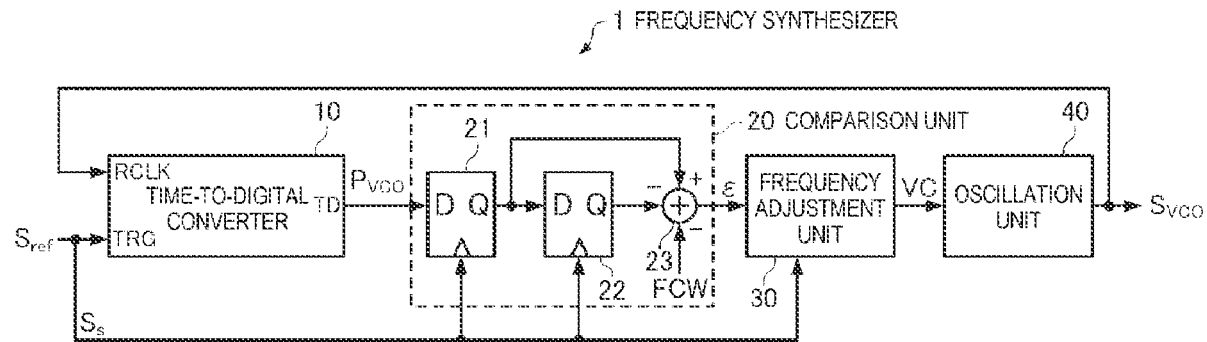 1 FREQUENCY SYNTHESIZER
10
21
20 COMPARISON UNIT
40
RCLK
TIME-TO-DIGITAL
CONVERTER
TD
TRG
S_ref
P_VCO
D Q
D Q
−
+
+
−
22
23
FCW
ε
FREQUENCY
ADJUSTMENT
UNIT
30
VC
OSCILLATION
UNIT
S_VCO
S_s